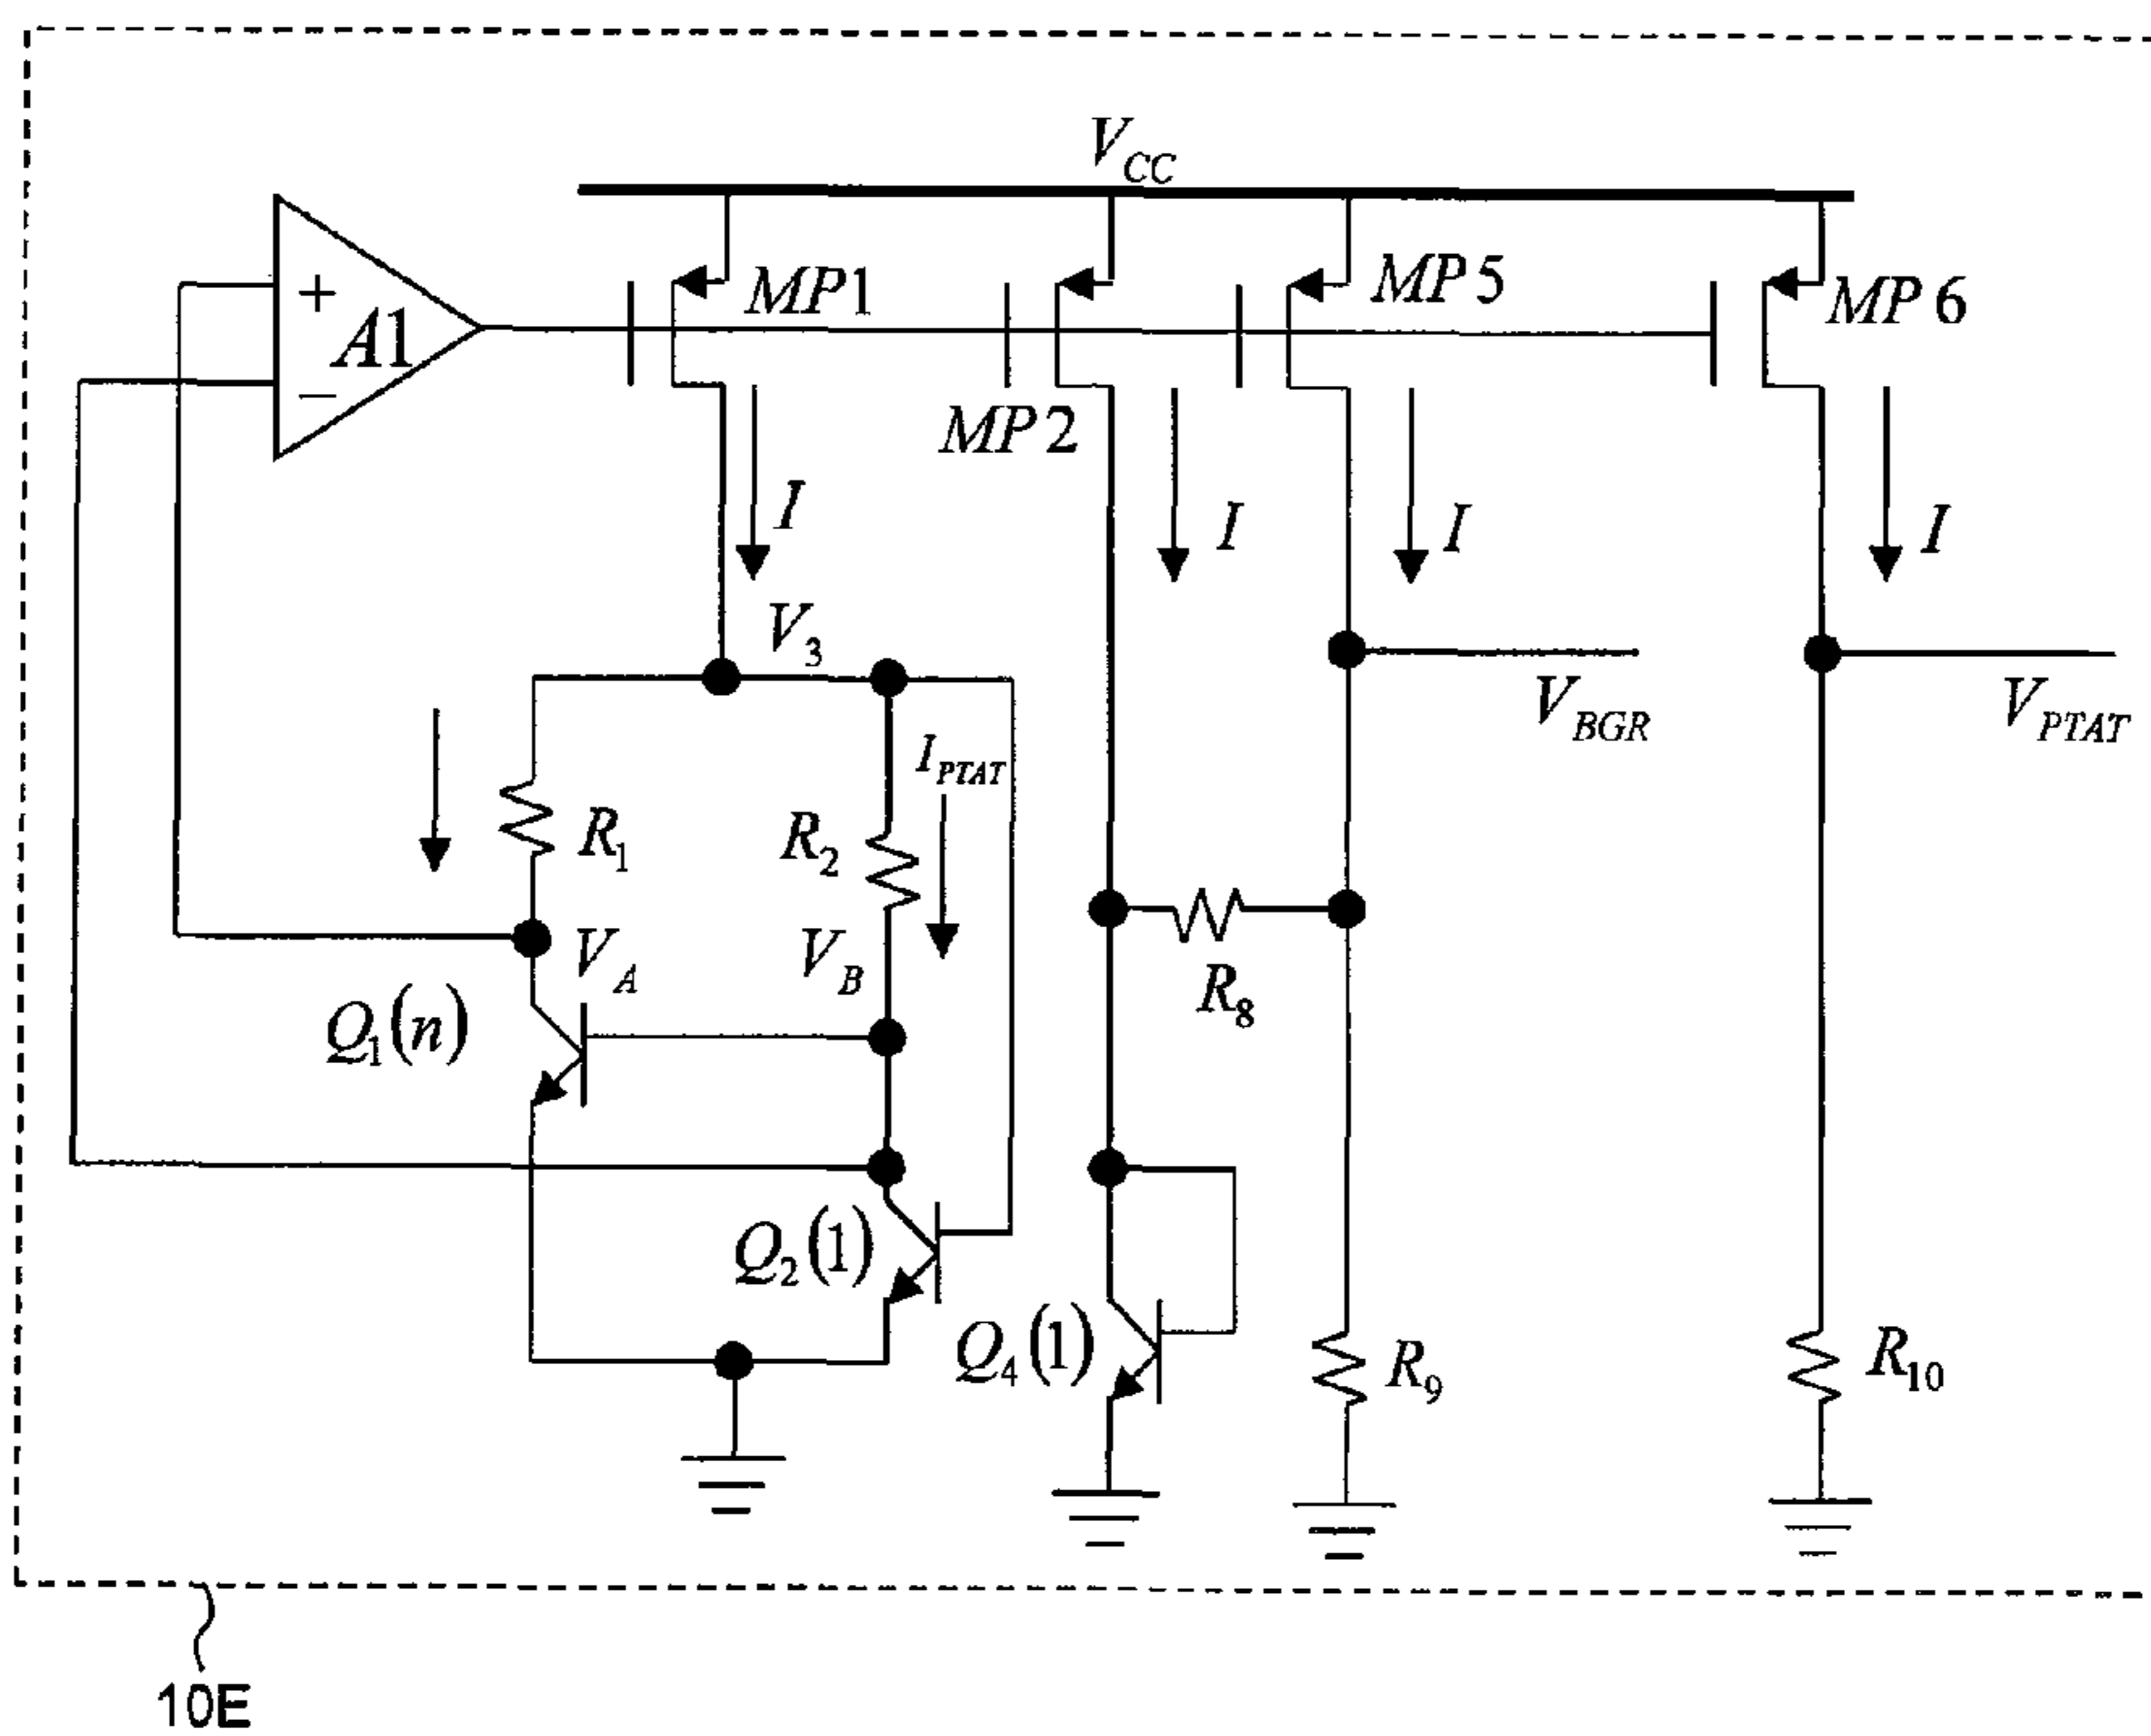 V_CC
+
A1
−
MP1
MP2
MP5
MP6
I
I
I
I
V_3
V_BGR
V_PTAT
I_PTAT
R_1
R_2
V_A
V_B
R_8
Q_1(n)
Q_2(1)
Q_4(1)
R_9
R_10
10E